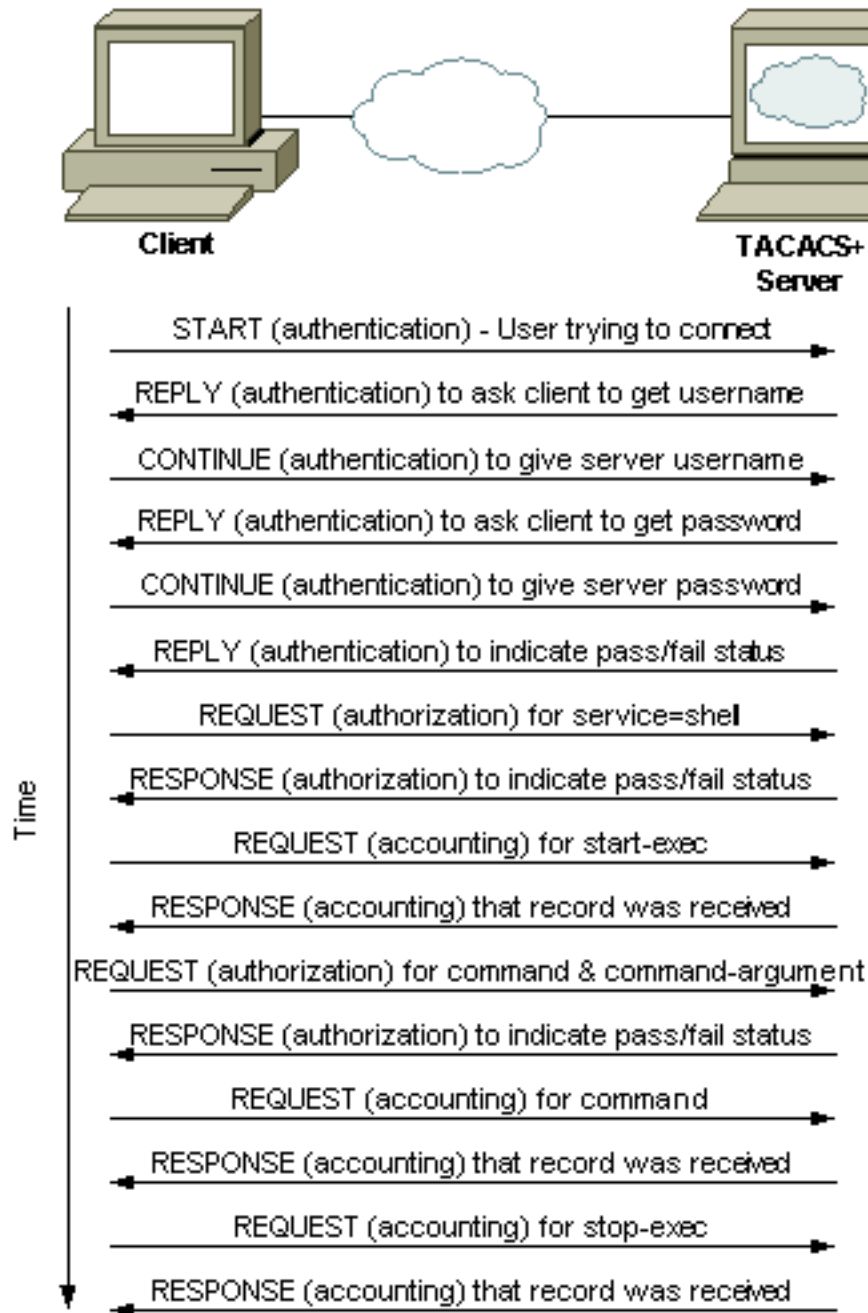 Client
TACACS+
Server
START (authentication) - User trying to connect
REPLY (authentication) to ask client to get username
CONTINUE (authentication) to give server username
REPLY (authentication) to ask client to get password
CONTINUE (authentication) to give server password
REPLY (authentication) to indicate pass/fail status
REQUEST (authorization) for service=shell
RESPONSE (authorization) to indicate pass/fail status
Time
REQUEST (accounting) for start-exec
RESPONSE (accounting) that record was received
REQUEST (authorization) for command & command-argument
RESPONSE (authorization) to indicate pass/fail status
REQUEST (accounting) for command
RESPONSE (accounting) that record was received
REQUEST (accounting) for stop-exec
RESPONSE (accounting) that record was received